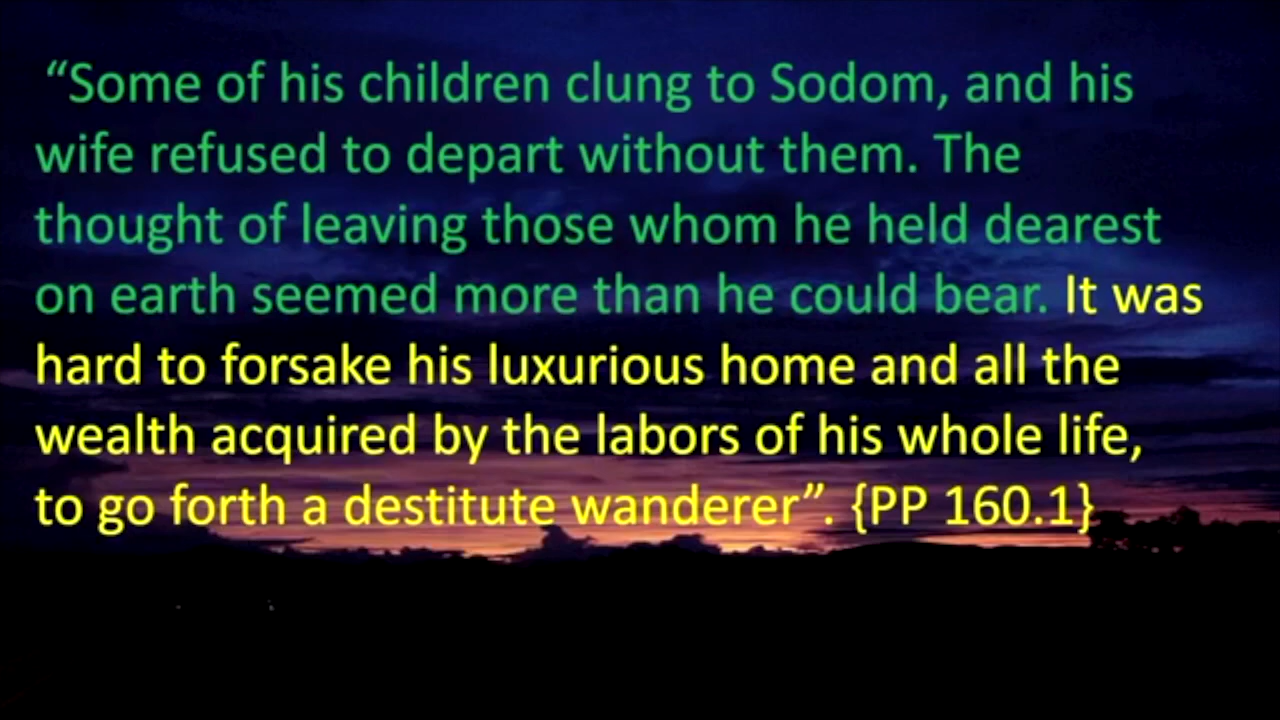 “Some of his children clung to Sodom, and his
wife refused to depart without them. The
thought of leaving those whom he held dearest
on earth seemed more than he could bear. It was
hard to forsake his luxurious home and all the
wealth acquired by the labors of his whole life,
to go forth a destitute wanderer”. {PP 160.1}